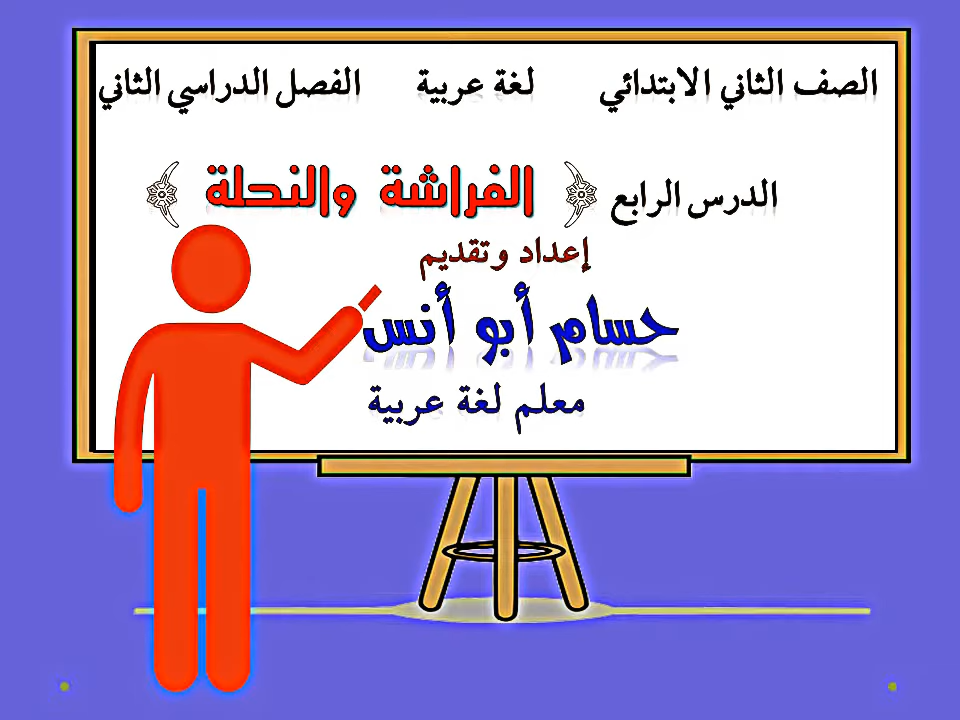 الصف الثاني الابتدائي لغة عربية الفصل الدراسي الثاني
الدرس الرابع ﴿ الفراشة والنحلة ﴾
إعداد وتقديم
حسام أبو أنس
معلم لغة عربية